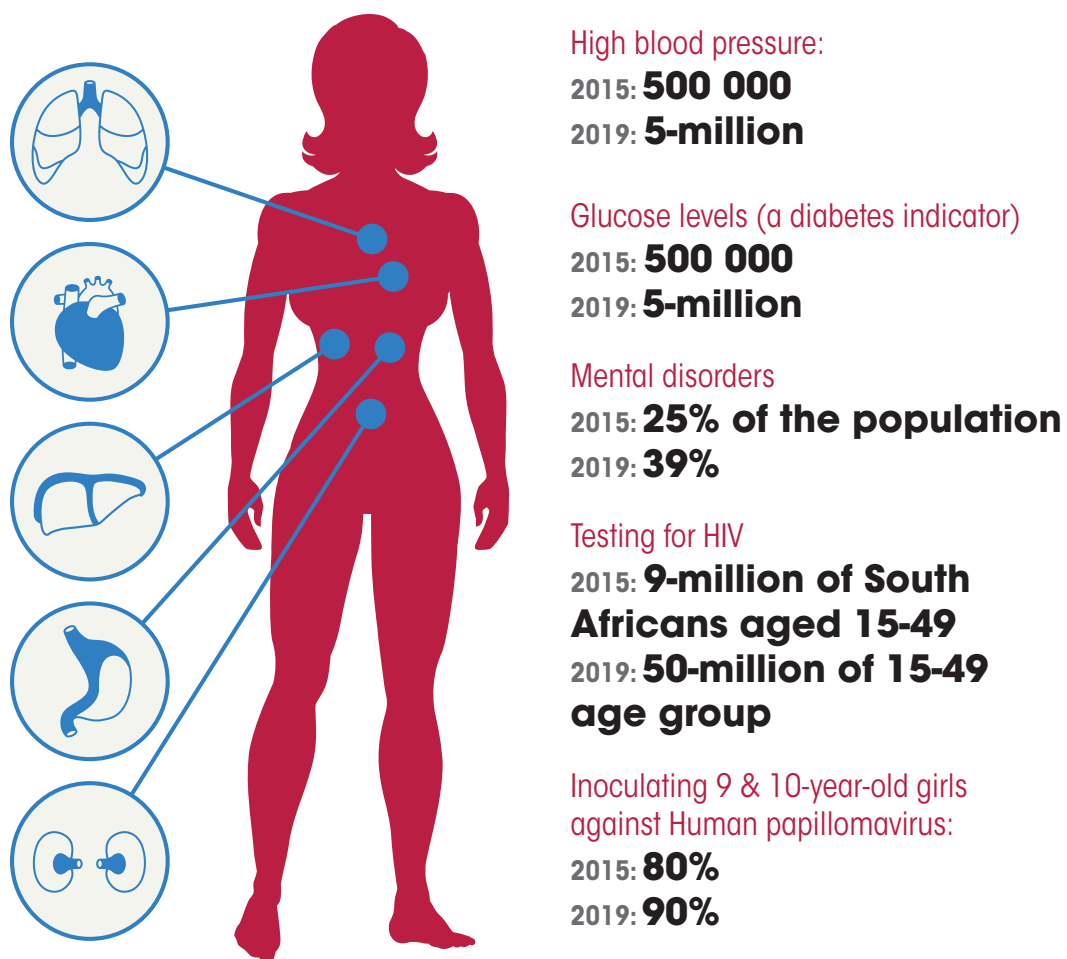 High blood pressure:
2015: 500 000
2019: 5-million
Glucose levels (a diabetes indicator)
2015: 500 000
2019: 5-million
Mental disorders
2015: 25% of the population
2019: 39%
Testing for HIV
2015: 9-million of South
Africans aged 15-49
2019: 50-million of 15-49
age group
Inoculating 9 & 10-year-old girls
against Human papillomavirus:
2015: 80%
2019: 90%